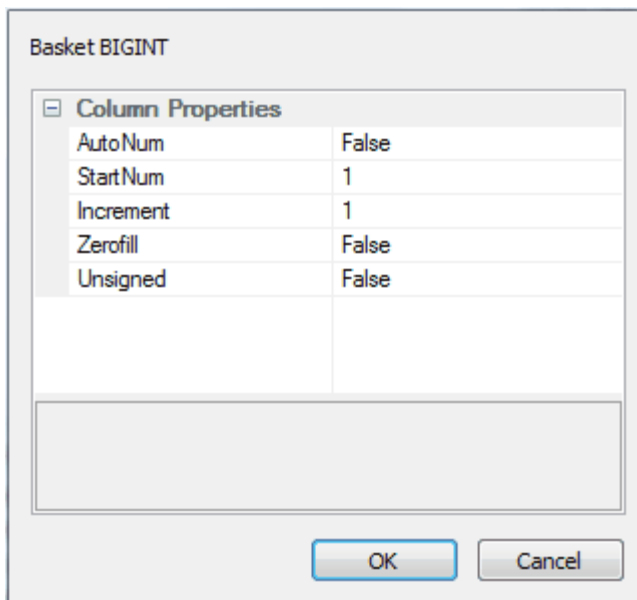 Basket BIGINT
Column Properties
AutoNum False
StartNum 1
Increment 1
Zerofill False
Unsigned False
OK Cancel